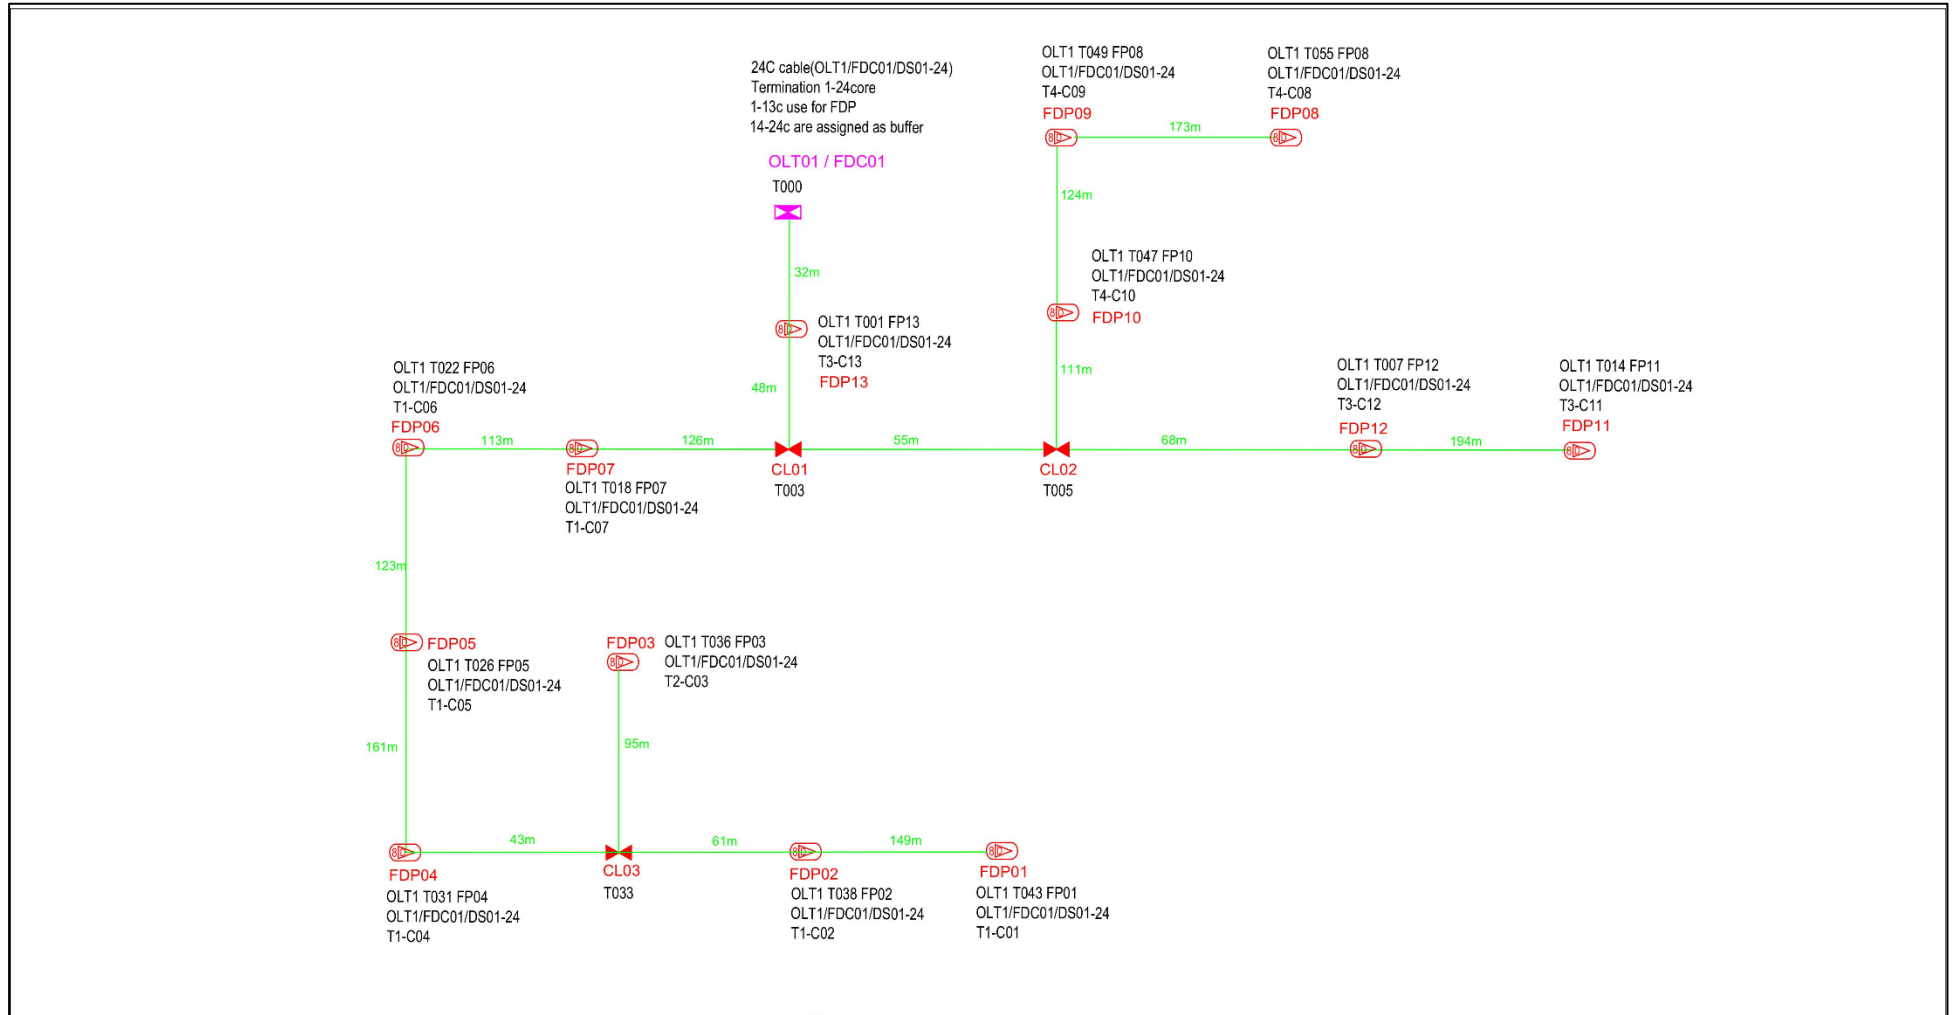 24C cable(OLT1/FDC01/DS01-24)
Termination 1-24core
1-13c use for FDP
14-24c are assigned as buffer
OLT01 / FDC01
T000
32m
OLT1 T001 FP13
OLT1/FDC01/DS01-24
T3-C13
FDP13
48m
OLT1 T049 FP08
OLT1/FDC01/DS01-24
T4-C09
FDP09
173m
OLT1 T055 FP08
OLT1/FDC01/DS01-24
T4-C08
FDP08
124m
OLT1 T047 FP10
OLT1/FDC01/DS01-24
T4-C10
FDP10
111m
OLT1 T022 FP06
OLT1/FDC01/DS01-24
T1-C06
FDP06
113m
FDP07
OLT1 T018 FP07
OLT1/FDC01/DS01-24
T1-C07
126m
CL01
T003
55m
CL02
T005
68m
OLT1 T007 FP12
OLT1/FDC01/DS01-24
T3-C12
FDP12
194m
OLT1 T014 FP11
OLT1/FDC01/DS01-24
T3-C11
FDP11
123m
FDP05
OLT1 T026 FP05
OLT1/FDC01/DS01-24
T1-C05
161m
FDP03
OLT1 T036 FP03
OLT1/FDC01/DS01-24
T2-C03
95m
FDP04
OLT1 T031 FP04
OLT1/FDC01/DS01-24
T1-C04
43m
CL03
T033
61m
FDP02
OLT1 T038 FP02
OLT1/FDC01/DS01-24
T1-C02
149m
FDP01
OLT1 T043 FP01
OLT1/FDC01/DS01-24
T1-C01